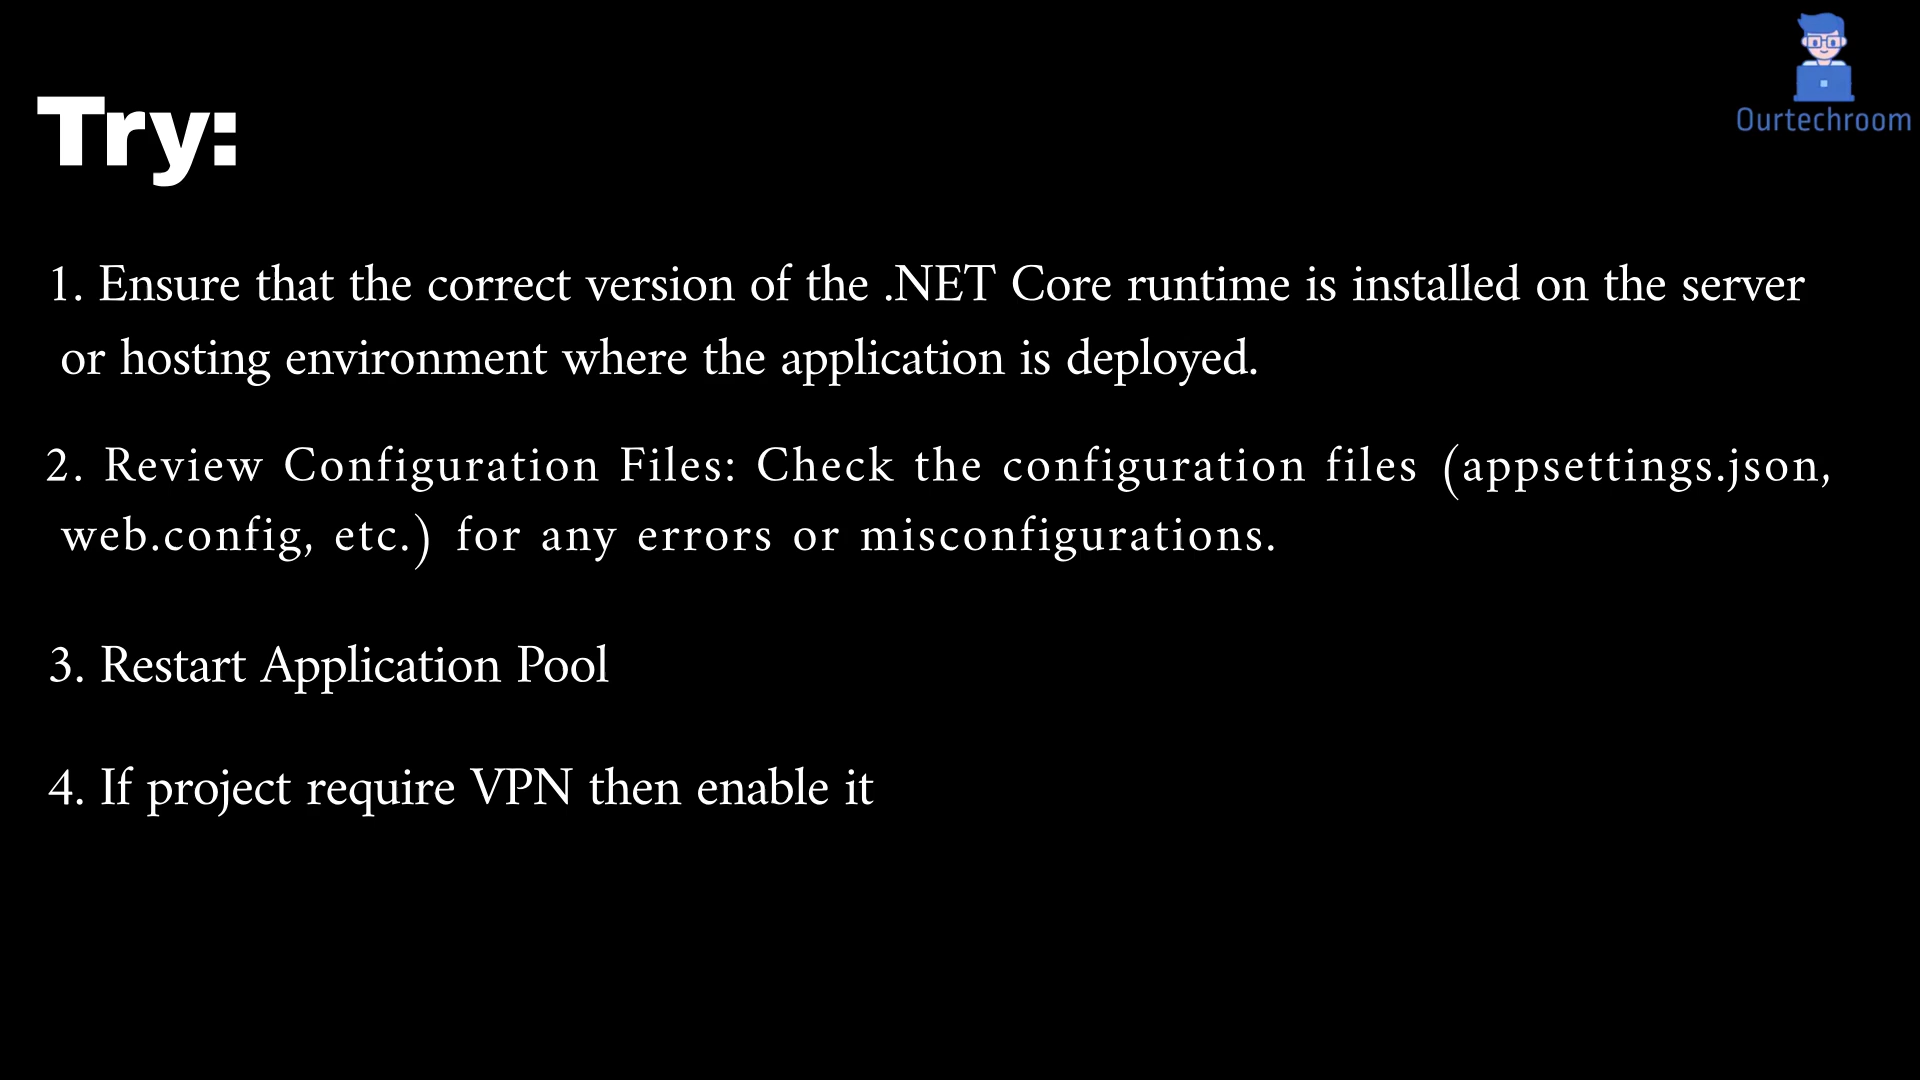 Ourtechroom
Try:
1. Ensure that the correct version of the .NET Core runtime is installed on the server
or hosting environment where the application is deployed.
2. Review Configuration Files: Check the configuration files (appsettings.json,
web.config, etc.) for any errors or misconfigurations.
3. Restart Application Pool
4. If project require VPN then enable it